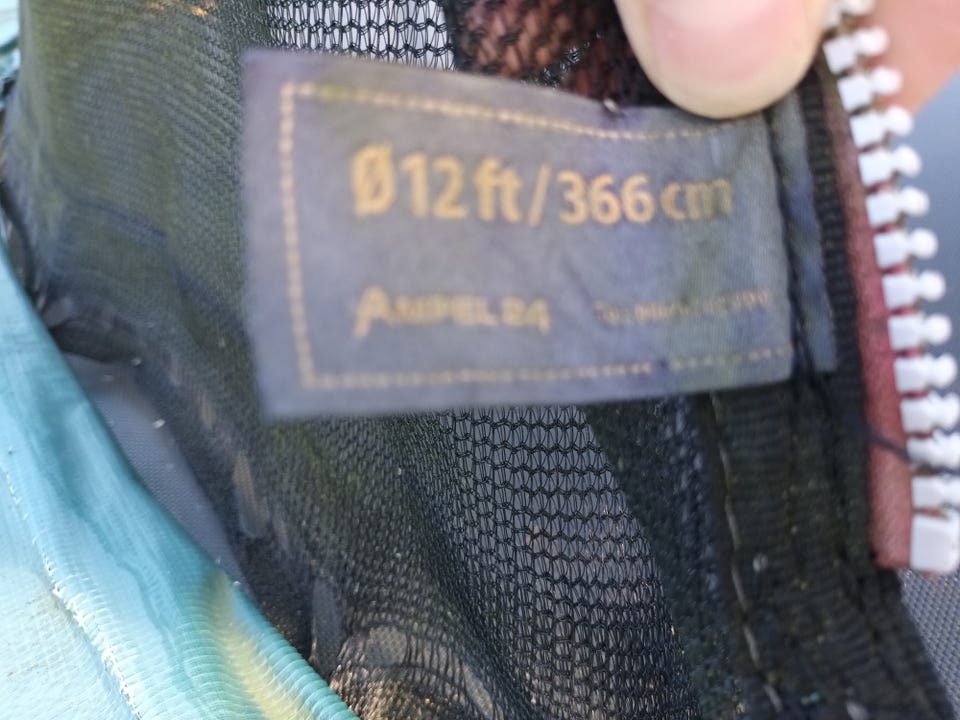 Ø12 ft/366 cm
AMPEL 24